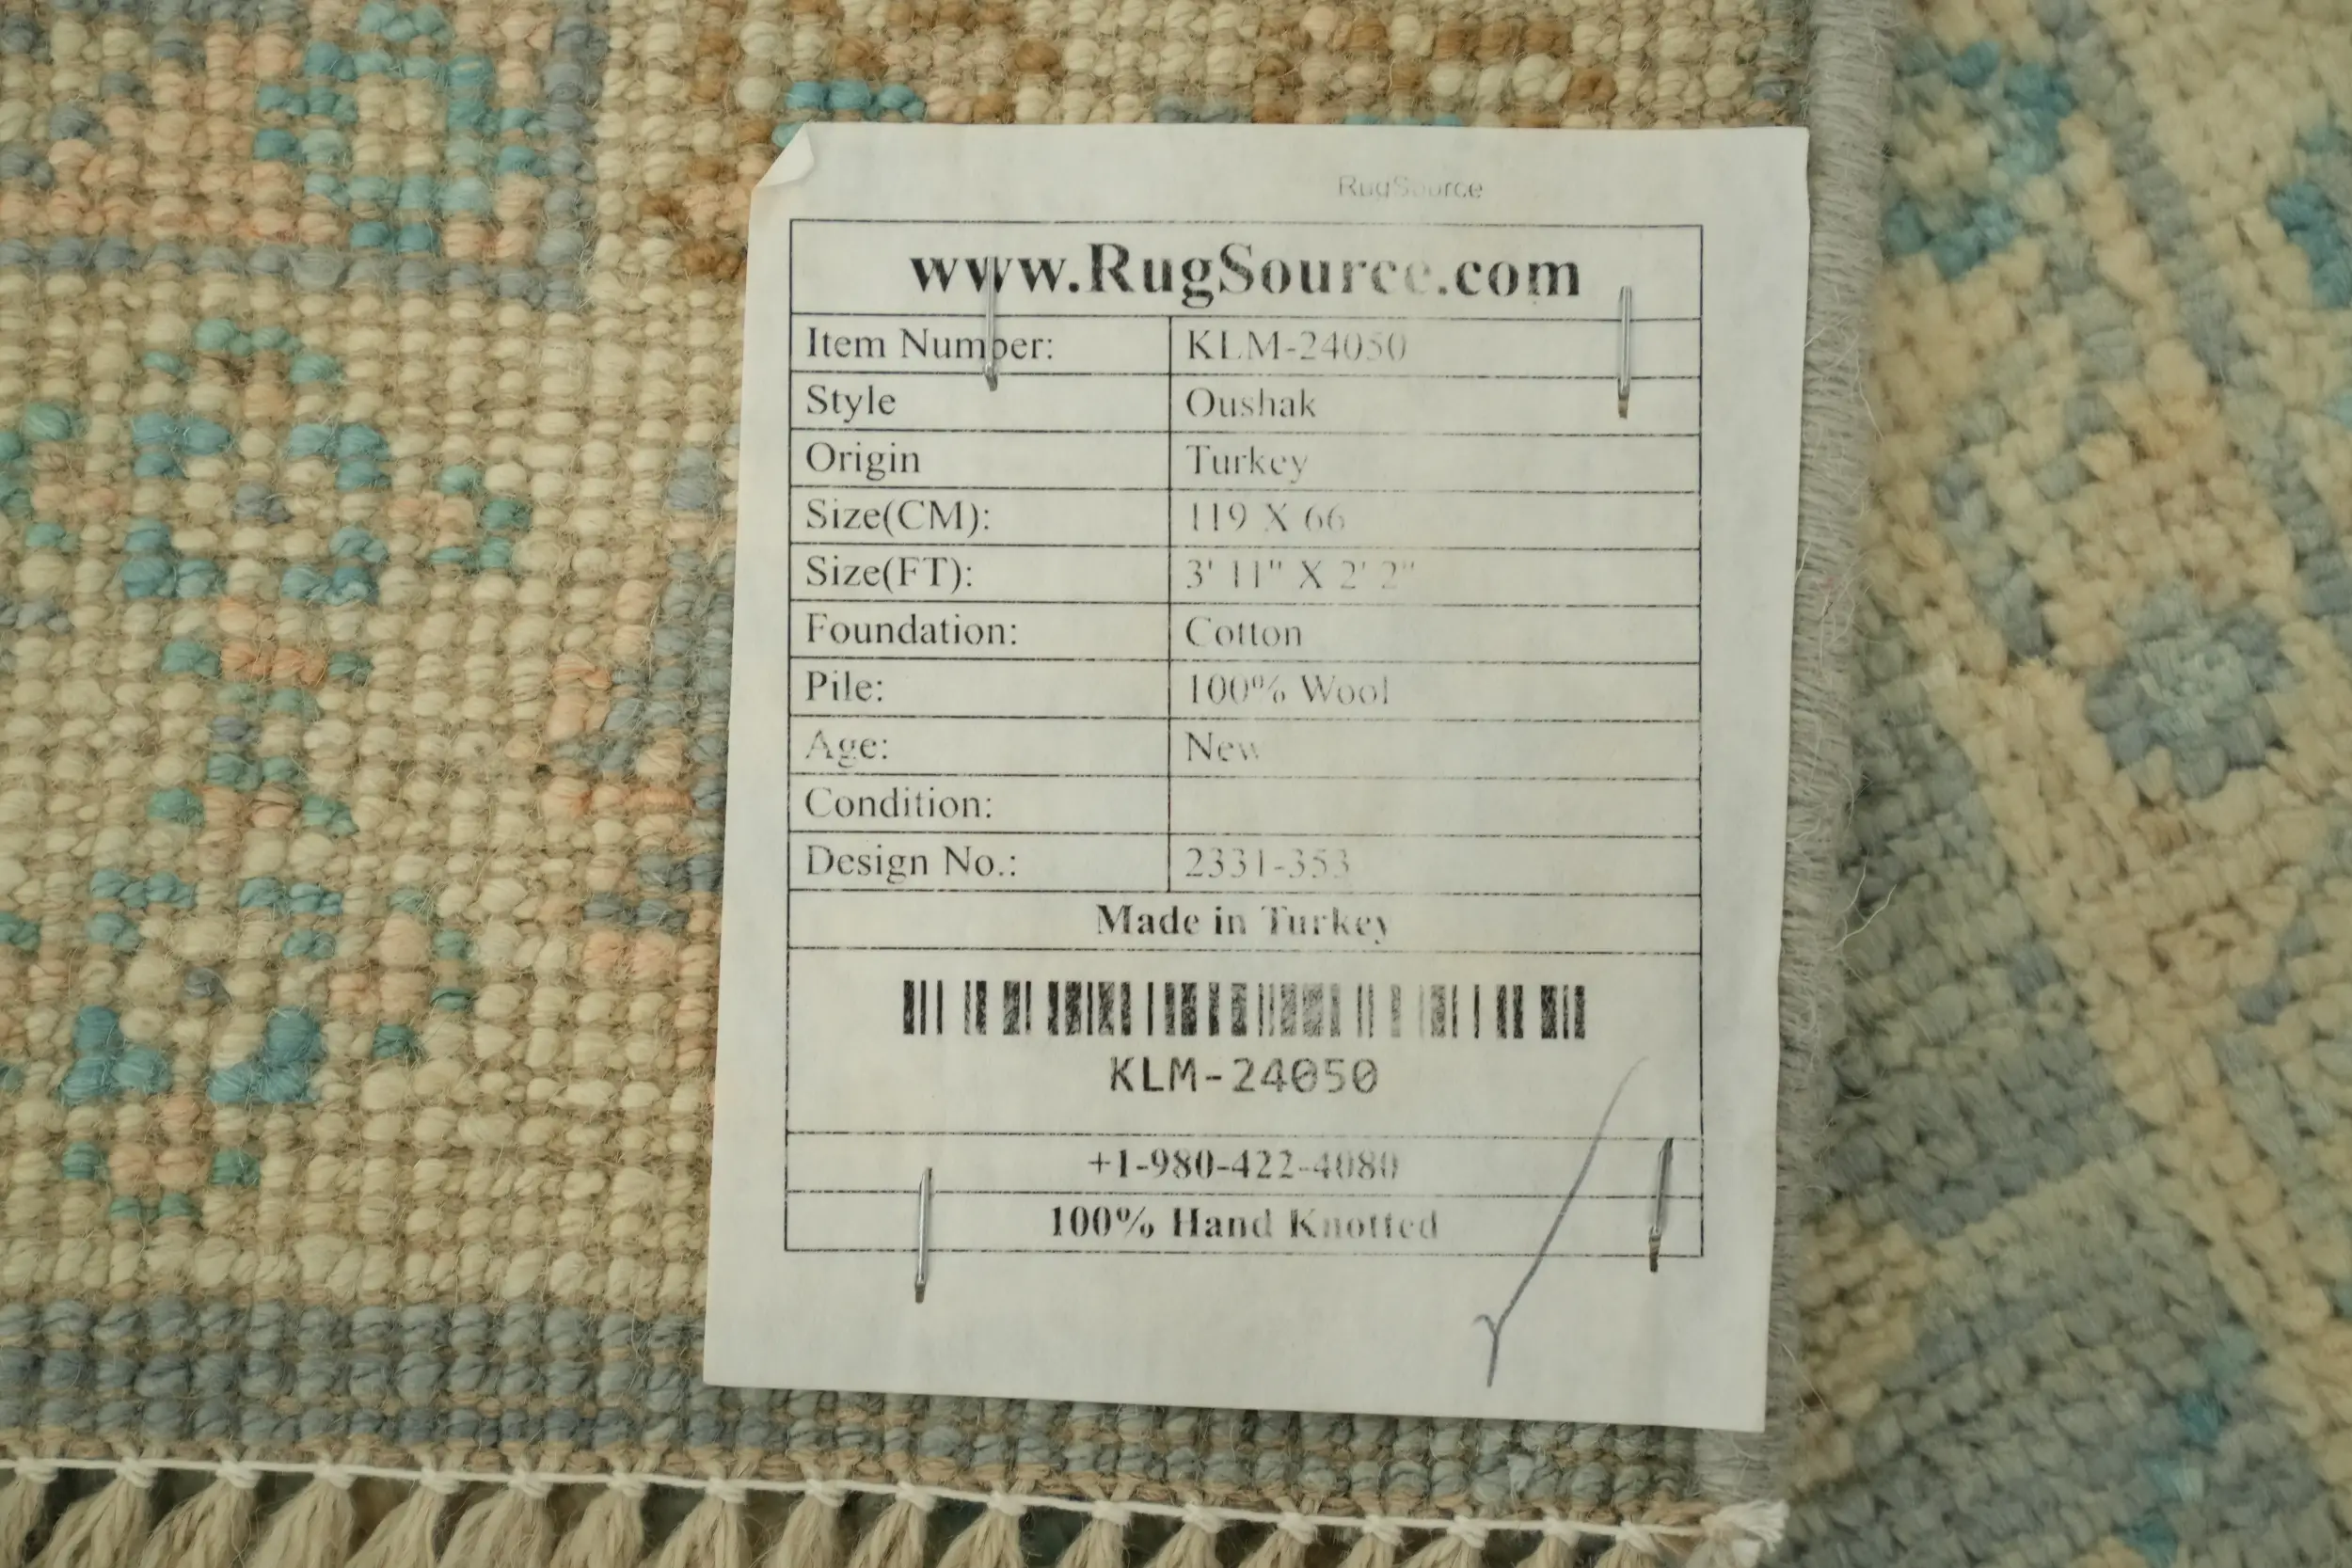 RugSource
www.RugSource.com
Item Number: KLM-24050
Style Oushak
Origin Turkey
Size(CM): 119 X 66
Size(FT): 3' 11" X 2' 2"
Foundation: Cotton
Pile: 100% Wool
Age: New
Condition:
Design No.: 2331-353
Made in Turkey
KLM-24050
+1-980-422-4080
100% Hand Knotted